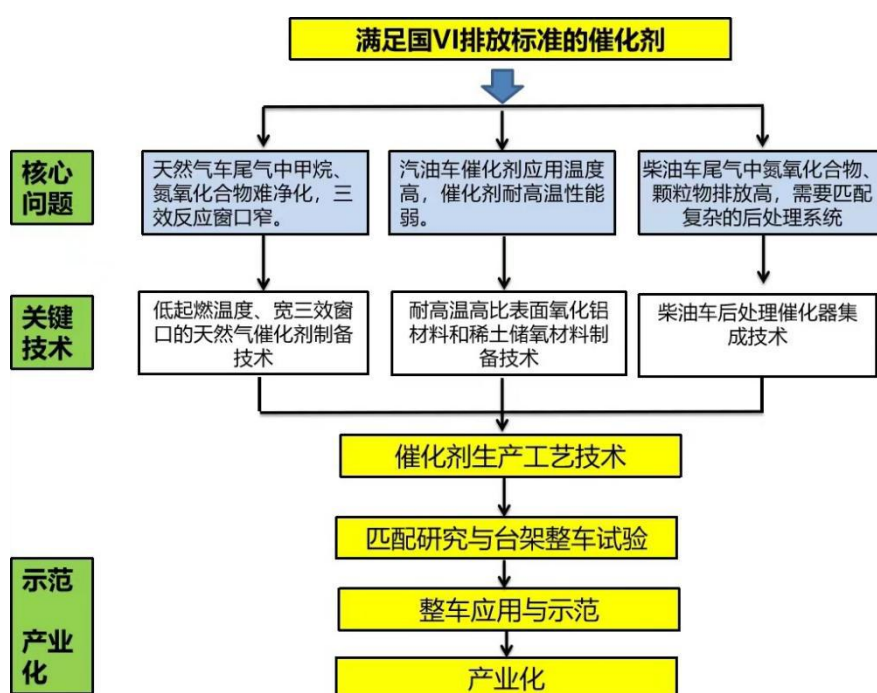 满足国VI排放标准的催化剂
核心
问题
天然气车尾气中甲烷、
氮氧化合物难净化，三
效反应窗口窄。
汽油车催化剂应用温度
高，催化剂耐高温性能
弱。
柴油车尾气中氮氧化合物、
颗粒物排放高，需要匹配
复杂的后处理系统
关键
技术
低起燃温度、宽三效窗
口的天然气催化剂制备
技术
耐高温高比表面氧化铝
材料和稀土储氧材料制
备技术
柴油车后处理催化器集
成技术
催化剂生产工艺技术
匹配研究与台架整车试验
示范
产业
化
整车应用与示范
产业化